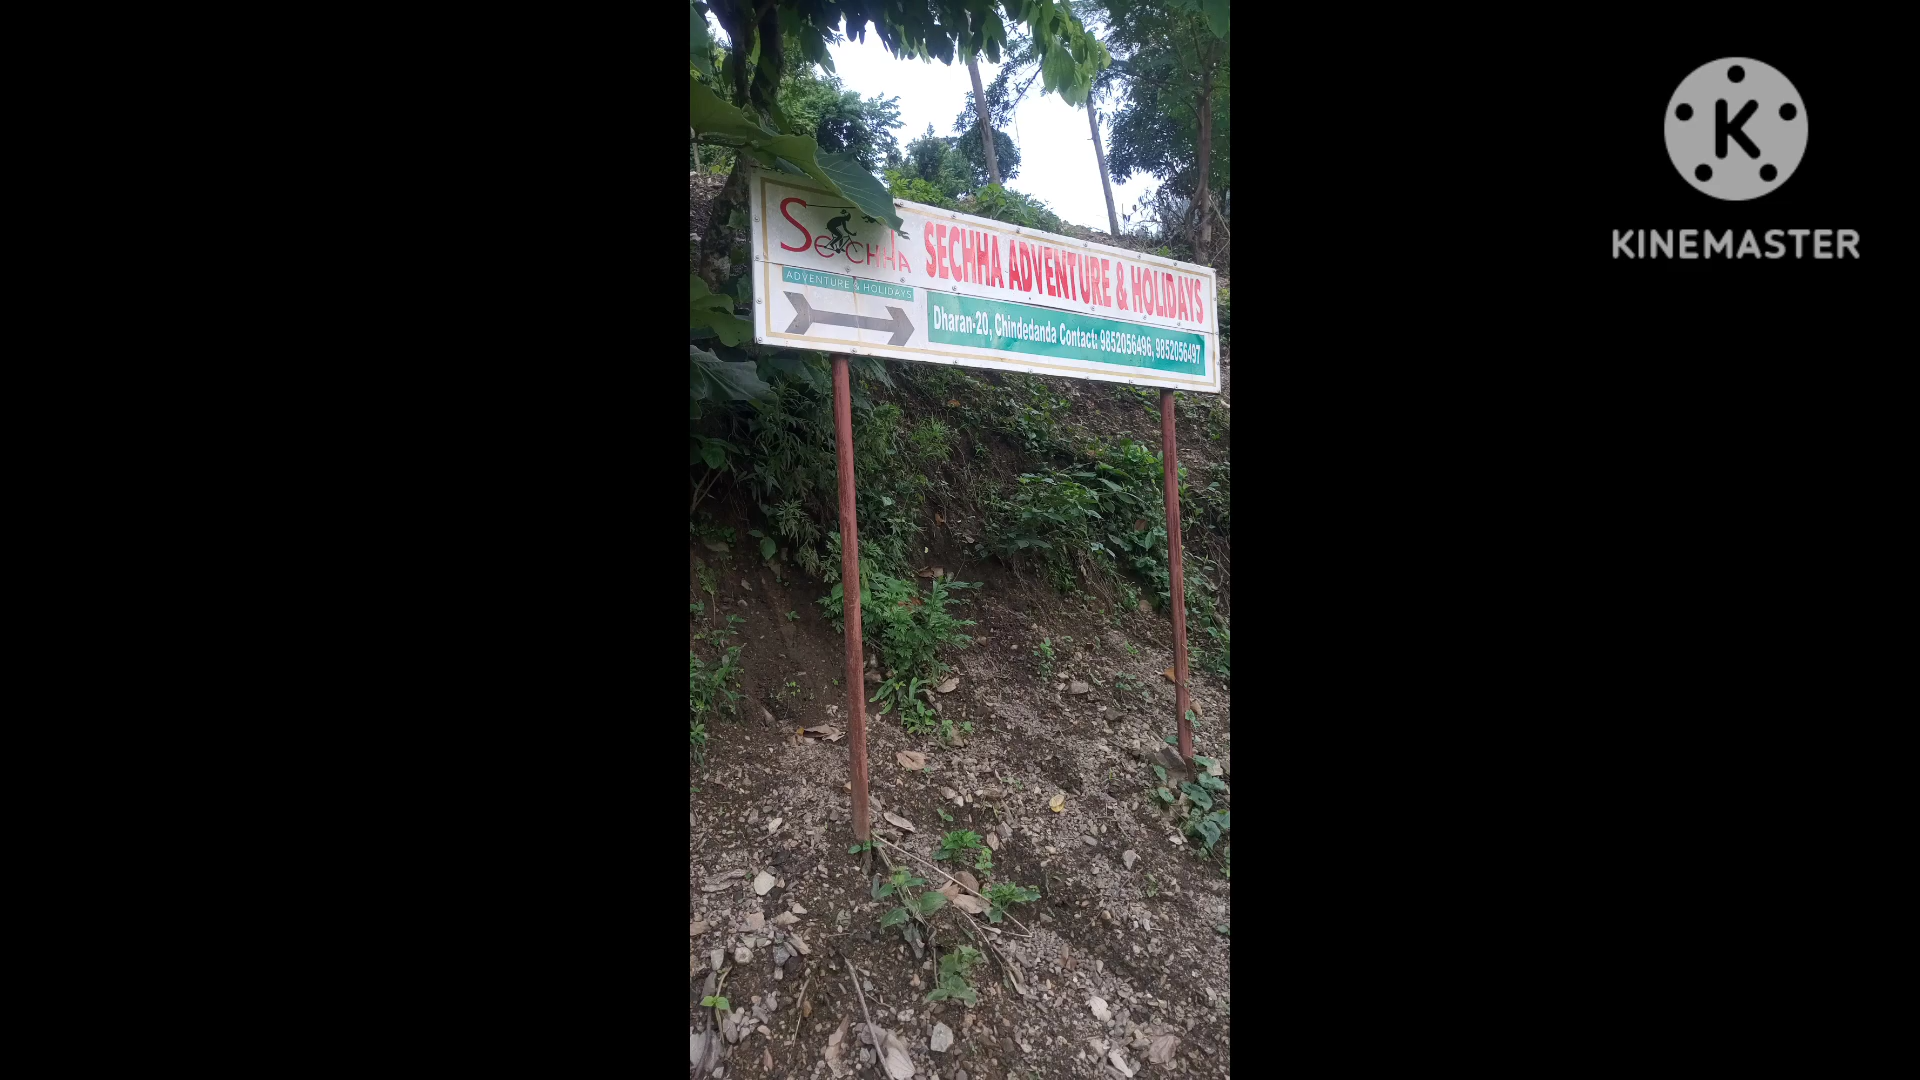 SECHHA
ADVENTURE & HOLIDAYS
SECHHA ADVENTURE & HOLIDAYS
Dharan-20, Chindedanda Contact: 9852056496, 9852056497
K
KINEMASTER